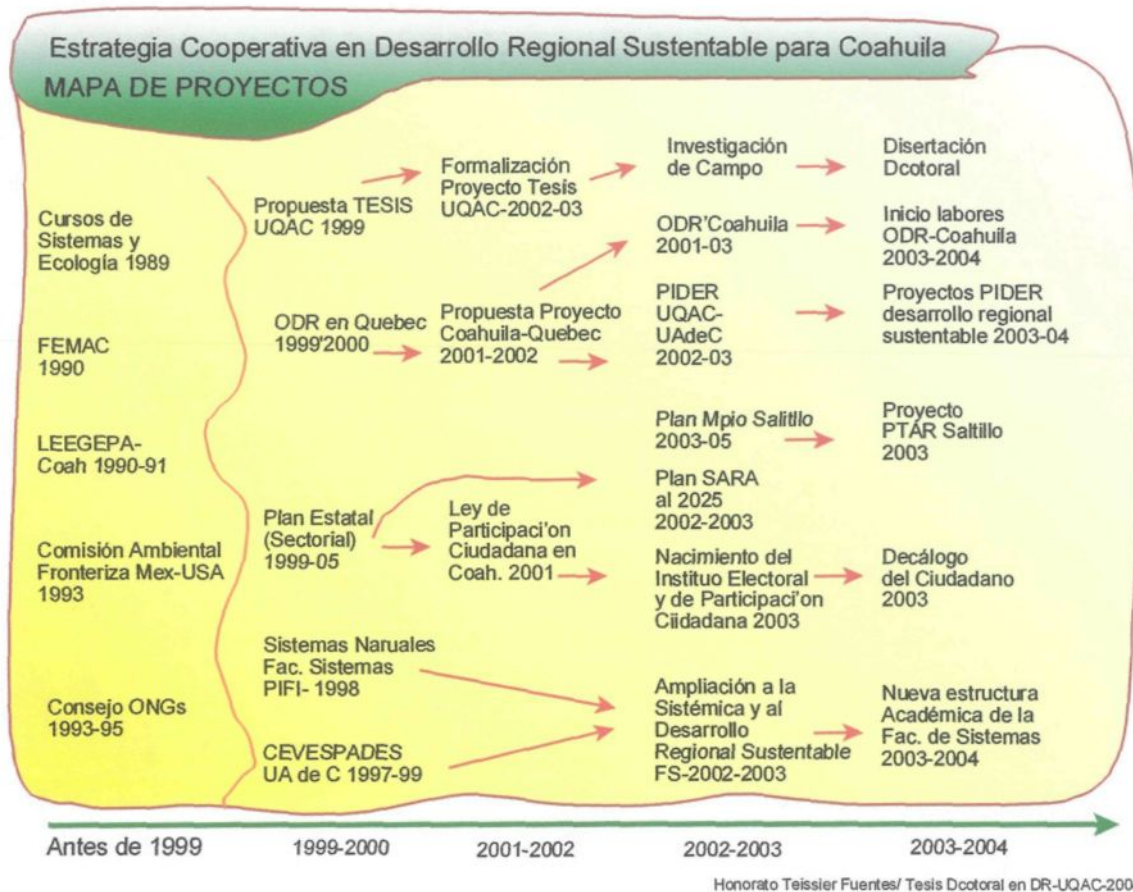 Estrategia Cooperativa en Desarrollo Regional Sustentable para Coahuila
MAPA DE PROYECTOS
Cursos de
Sistemas y
Ecología 1989
FEMAC
1990
LEEGEPA-
Coah 1990-91
Comisión Ambiental
Fronteriza Mex-USA
1993
Consejo ONGs
1993-95
Propuesta TESIS
UQAC 1999
Formalización
Proyecto Tesis
UQAC-2002-03
Investigación
de Campo
Disertación
Dcotoral
ODR'Coahuila
2001-03
Inicio labores
ODR-Coahuila
2003-2004
ODR en Quebec
1999'2000
Propuesta Proyecto
Coahuila-Quebec
2001-2002
PIDER
UQAC-
UAdeC
2002-03
Proyectos PIDER
desarrollo regional
sustentable 2003-04
Plan Mpio Salitllo
2003-05
Proyecto
PTAR Saltillo
2003
Plan SARA
al 2025
2002-2003
Plan Estatal
(Sectorial)
1999-05
Ley de
Participaci'on
Ciudadana en
Coah. 2001
Nacimiento del
Instituo Electoral
y de Participaci'on
Ciidadana 2003
Decálogo
del Ciudadano
2003
Sistemas Naruales
Fac. Sistemas
PIFI- 1998
CEVESPADES
UA de C 1997-99
Ampliación a la
Sistémica y al
Desarrollo
Regional Sustentable
FS-2002-2003
Nueva estructura
Académica de la
Fac. de Sistemas
2003-2004
Antes de 1999
1999-2000
2001-2002
2002-2003
2003-2004
Honorato Teissier Fuentes/ Tesis Dcotoral en DR-UQAC-200